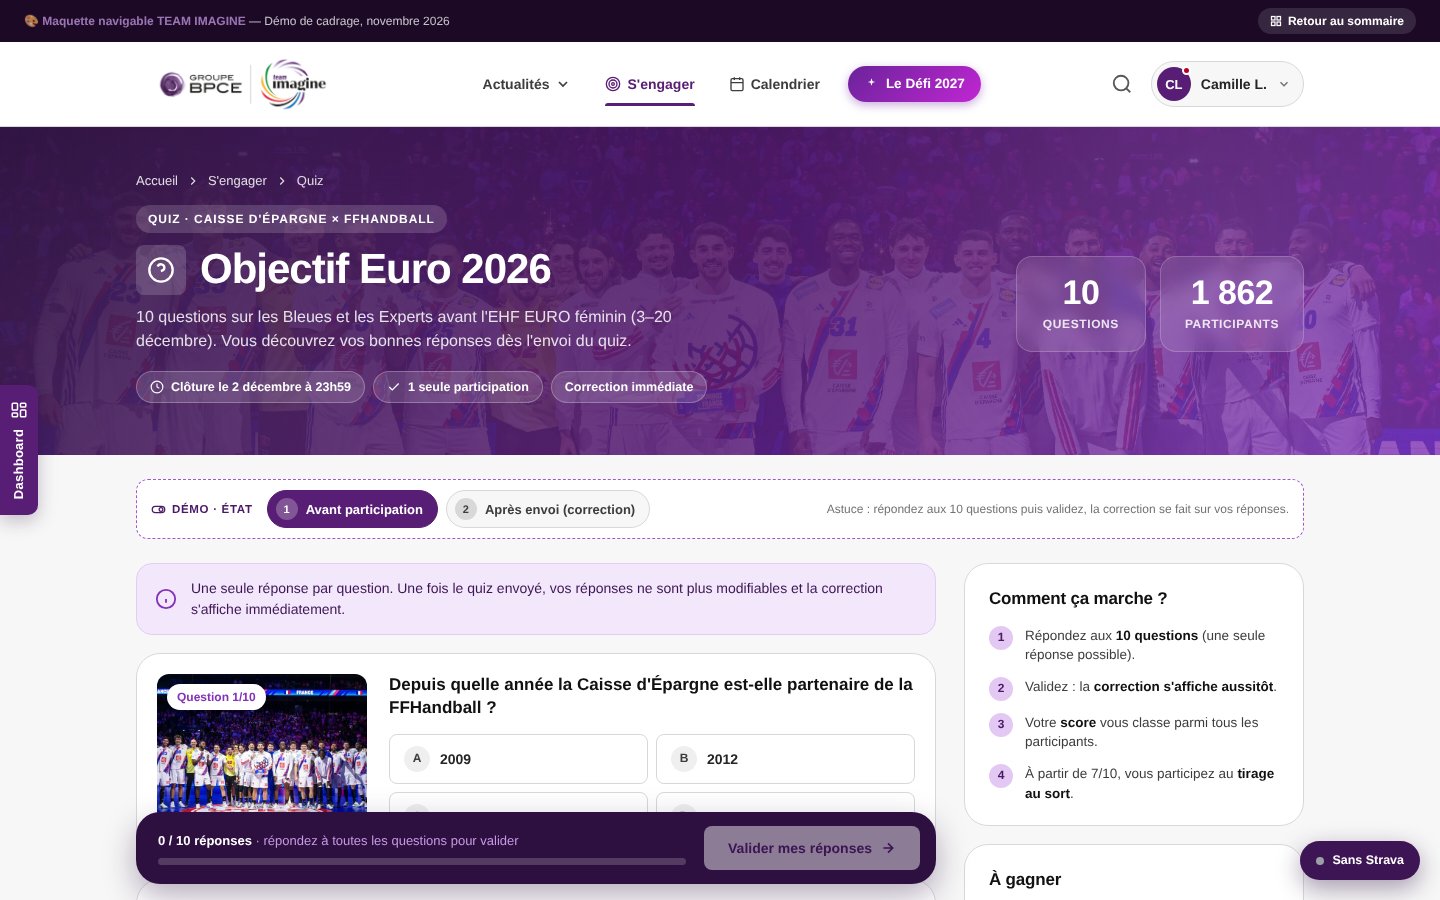 🎨 Maquette navigable TEAM IMAGINE — Démo de cadrage, novembre 2026
Retour au sommaire
GROUPE
BPCE
team
imagine
Actualités
S'engager
Calendrier
Le Défi 2027
CL
Camille L.
Accueil > S'engager > Quiz
QUIZ · CAISSE D'ÉPARGNE × FFHANDBALL
Objectif Euro 2026
10 questions sur les Bleues et les Experts avant l'EHF EURO féminin (3–20
décembre). Vous découvrez vos bonnes réponses dès l'envoi du quiz.
Clôture le 2 décembre à 23h59
1 seule participation
Correction immédiate
10
QUESTIONS
1 862
PARTICIPANTS
Dashboard
DÉMO · ÉTAT
1 Avant participation
2 Après envoi (correction)
Astuce : répondez aux 10 questions puis validez, la correction se fait sur vos réponses.
Une seule réponse par question. Une fois le quiz envoyé, vos réponses ne sont plus modifiables et la correction
s'affiche immédiatement.
Question 1/10
FRANCE
Depuis quelle année la Caisse d'Épargne est-elle partenaire de la
FFHandball ?
A 2009
B 2012
0 / 10 réponses · répondez à toutes les questions pour valider
Valider mes réponses
Comment ça marche ?
1 Répondez aux 10 questions (une seule
réponse possible).
2 Validez : la correction s'affiche aussitôt.
3 Votre score vous classe parmi tous les
participants.
4 À partir de 7/10, vous participez au tirage
au sort.
À gagner
Sans Strava